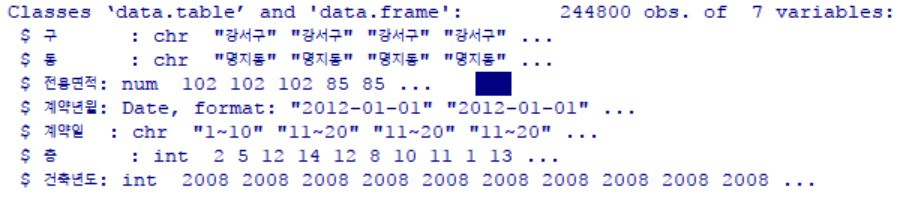 Classes ‘data.table’ and 'data.frame': 244800 obs. of 7 variables:
$ 구 : chr "강서구" "강서구" "강서구" "강서구" ...
$ 동 : chr "명지동" "명지동" "명지동" "명지동" ...
$ 전용면적: num 102 102 102 85 85 ...
$ 계약년월: Date, format: "2012-01-01" "2012-01-01" ...
$ 계약일 : chr "1~10" "11~20" "11~20" "11~20" ...
$ 층 : int 2 5 12 14 12 8 10 11 1 13 ...
$ 건축년도: int 2008 2008 2008 2008 2008 2008 2008 2008 2008 2008 ...